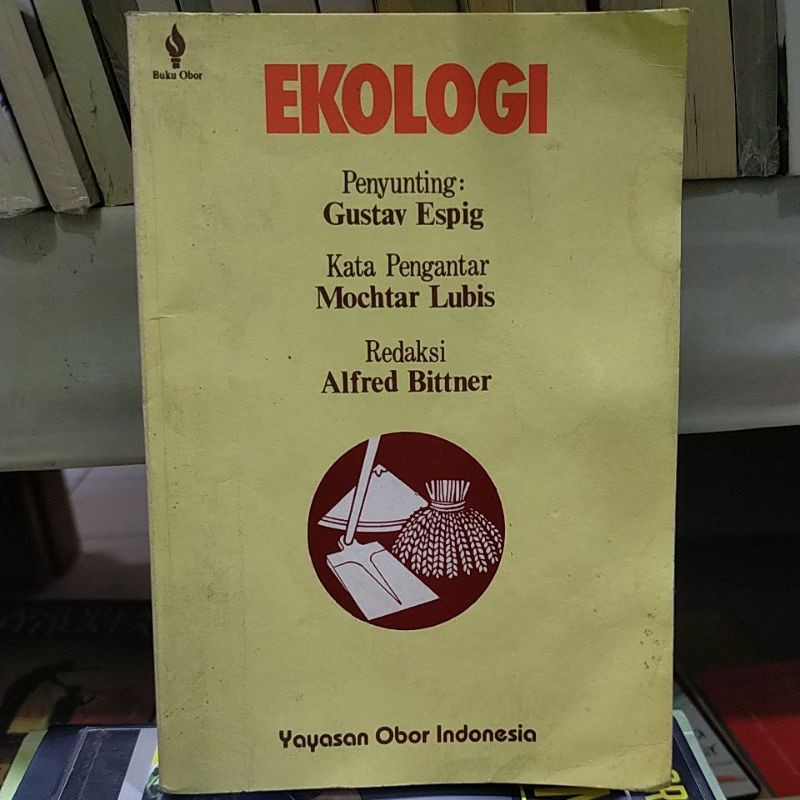 Buku Obor
EKOLOGI
Penyunting:
Gustav Espig
Kata Pengantar
Mochtar Lubis
Redaksi
Alfred Bittner
Yayasan Obor Indonesia